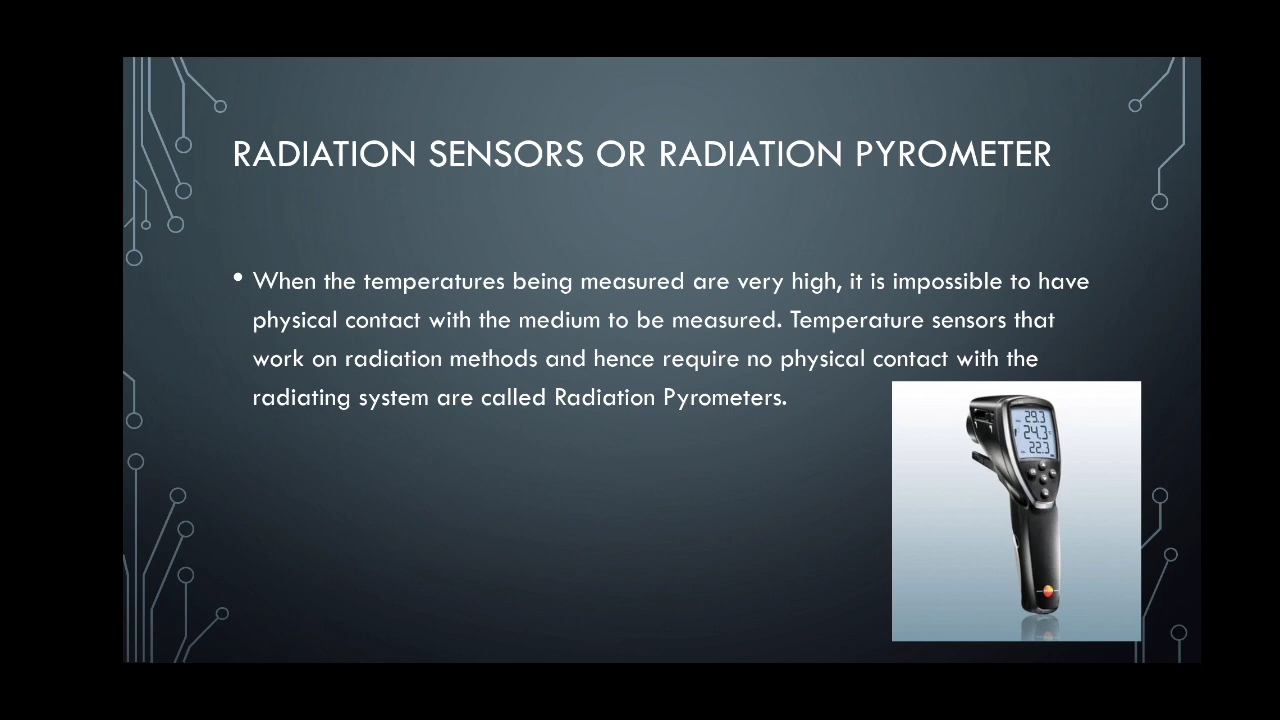 RADIATION SENSORS OR RADIATION PYROMETER
• When the temperatures being measured are very high, it is impossible to have
physical contact with the medium to be measured. Temperature sensors that
work on radiation methods and hence require no physical contact with the
radiating system are called Radiation Pyrometers.
29.3
24.3
22.3